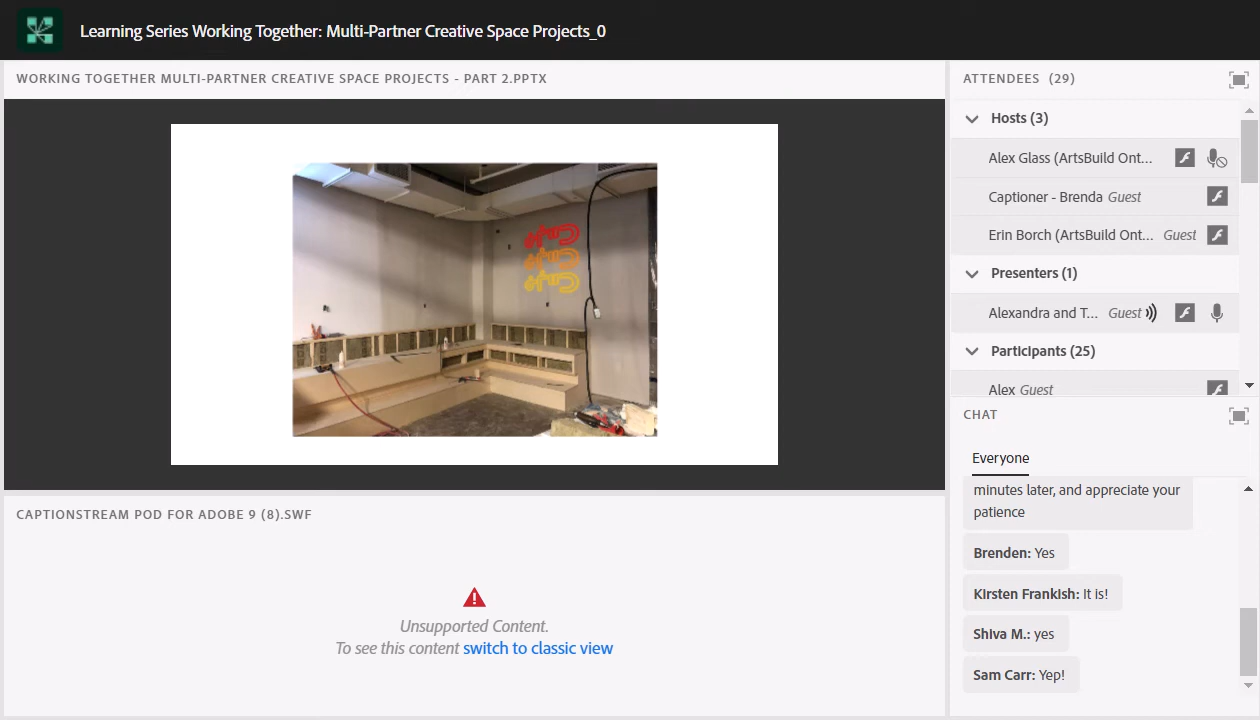 Learning Series Working Together: Multi-Partner Creative Space Projects_0
WORKING TOGETHER MULTI-PARTNER CREATIVE SPACE PROJECTS - PART 2.PPTX
CAPTIONSTREAM POD FOR ADOBE 9 (8).SWF
Unsupported Content.
To see this content switch to classic view
ATTENDEES (29)
Hosts (3)
Alex Glass (ArtsBuild Ont...
Captioner - Brenda Guest
Erin Borch (ArtsBuild Ont... Guest
Presenters (1)
Alexandra and T... Guest
Participants (25)
Alex Guest
CHAT
Everyone
minutes later, and appreciate your
patience
Brenden: Yes
Kirsten Frankish: It is!
Shiva M.: yes
Sam Carr: Yep!